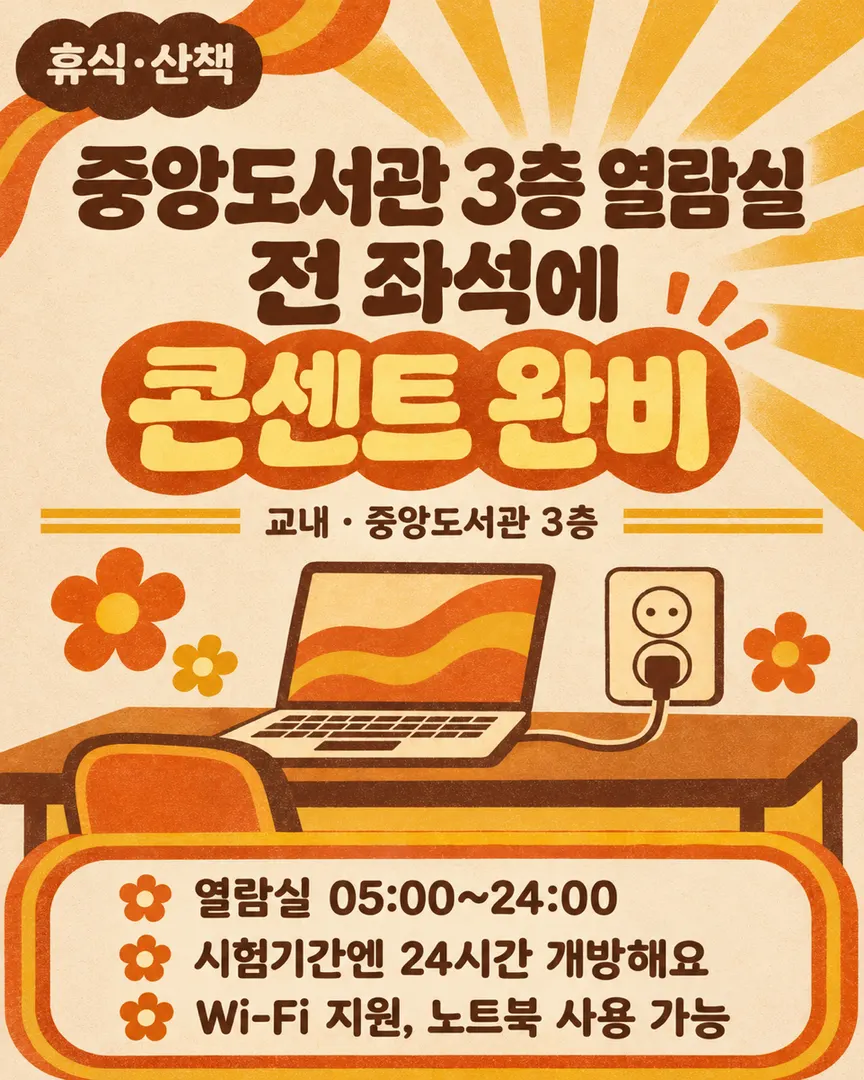 휴식·산책
중앙도서관 3층 열람실
전 좌석에
콘센트 완비
교내 · 중앙도서관 3층
열람실 05:00~24:00
시험기간엔 24시간 개방해요
Wi-Fi 지원, 노트북 사용 가능